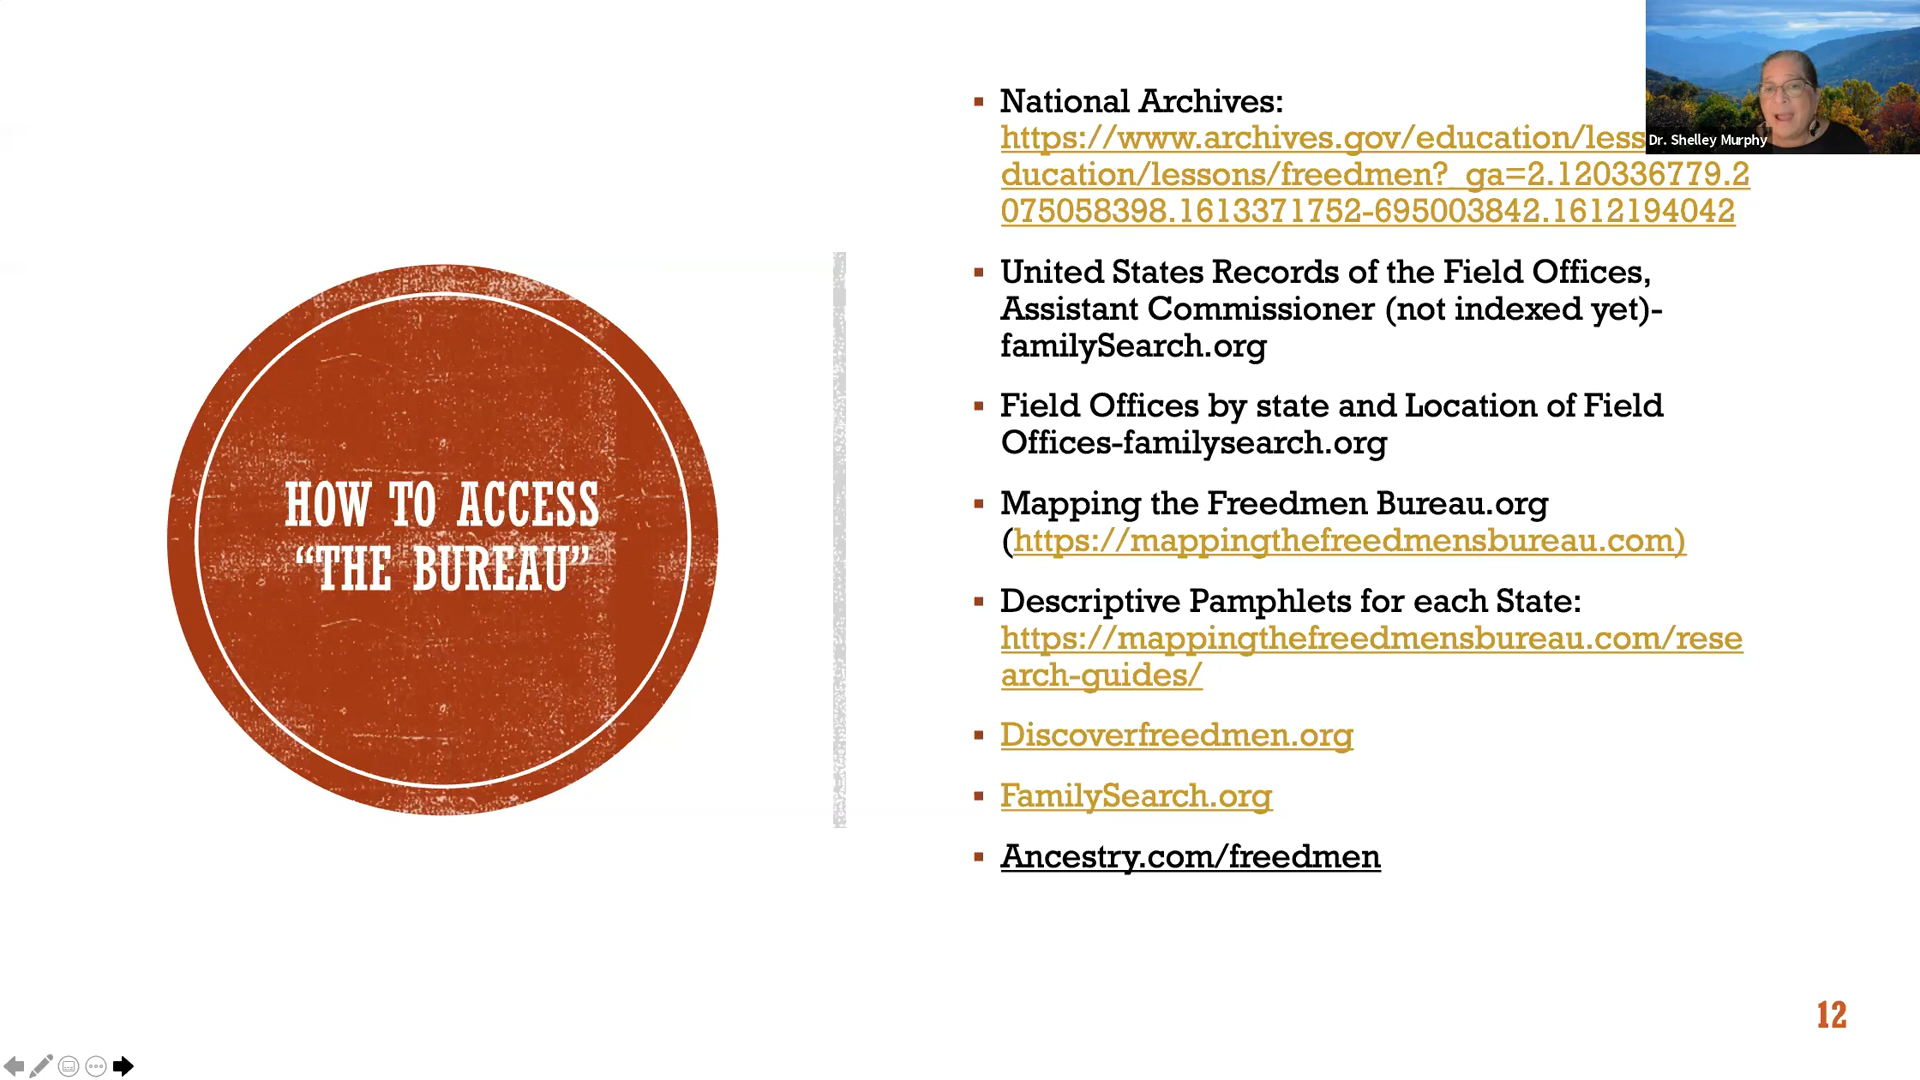 HOW TO ACCESS
“THE BUREAU”
National Archives:
https://www.archives.gov/education/less
ducation/lessons/freedmen?_ga=2.120336779.2
075058398.1613371752-695003842.1612194042
United States Records of the Field Offices,
Assistant Commissioner (not indexed yet)-
familySearch.org
Field Offices by state and Location of Field
Offices-familysearch.org
Mapping the Freedmen Bureau.org
(https://mappingthefreedmensbureau.com)
Descriptive Pamphlets for each State:
https://mappingthefreedmensbureau.com/rese
arch-guides/
Discoverfreedmen.org
FamilySearch.org
Ancestry.com/freedmen
Dr. Shelley Murphy
12